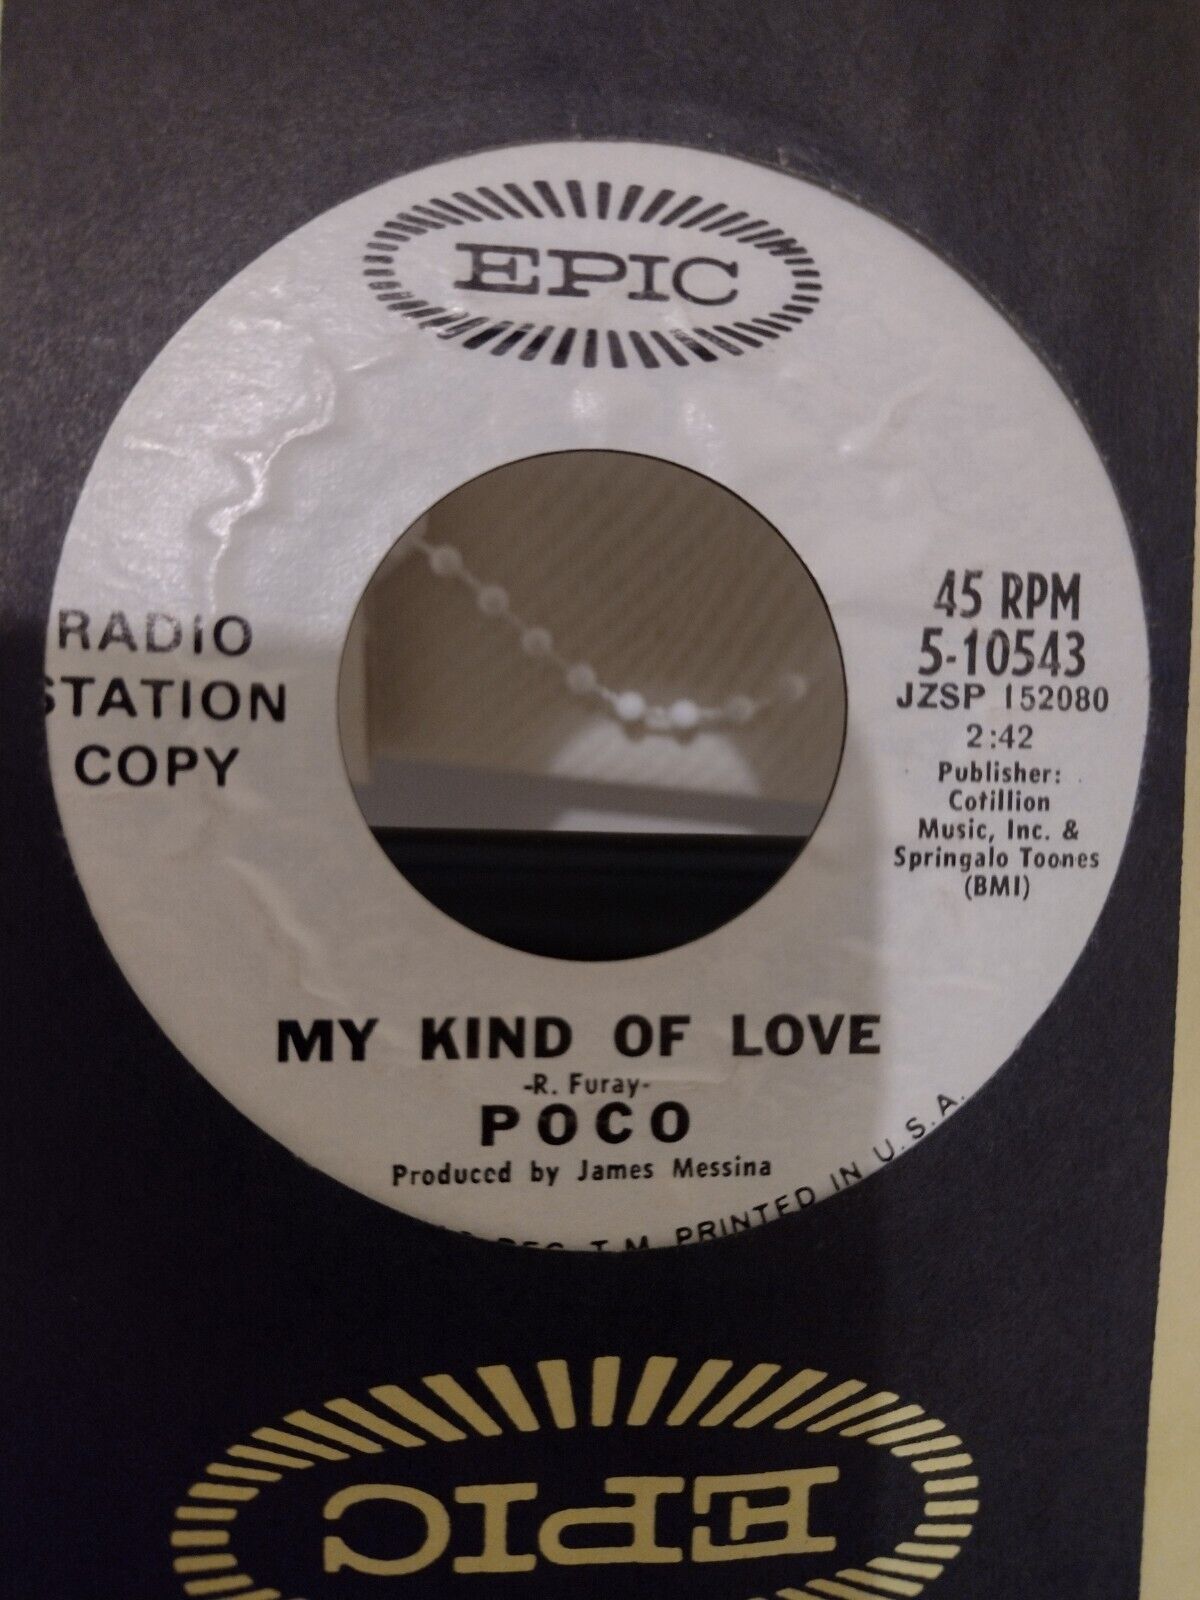 EPIC
RADIO
STATION
COPY
45 RPM
5-10543
JZSP 152080
2:42
Publisher:
Cotillion
Music, Inc. &
Springalo Toones
(BMI)
MY KIND OF LOVE
-R. Furay-
POCO
Produced by James Messina
REG. T.M. PRINTED IN U.S.A.
EPIC